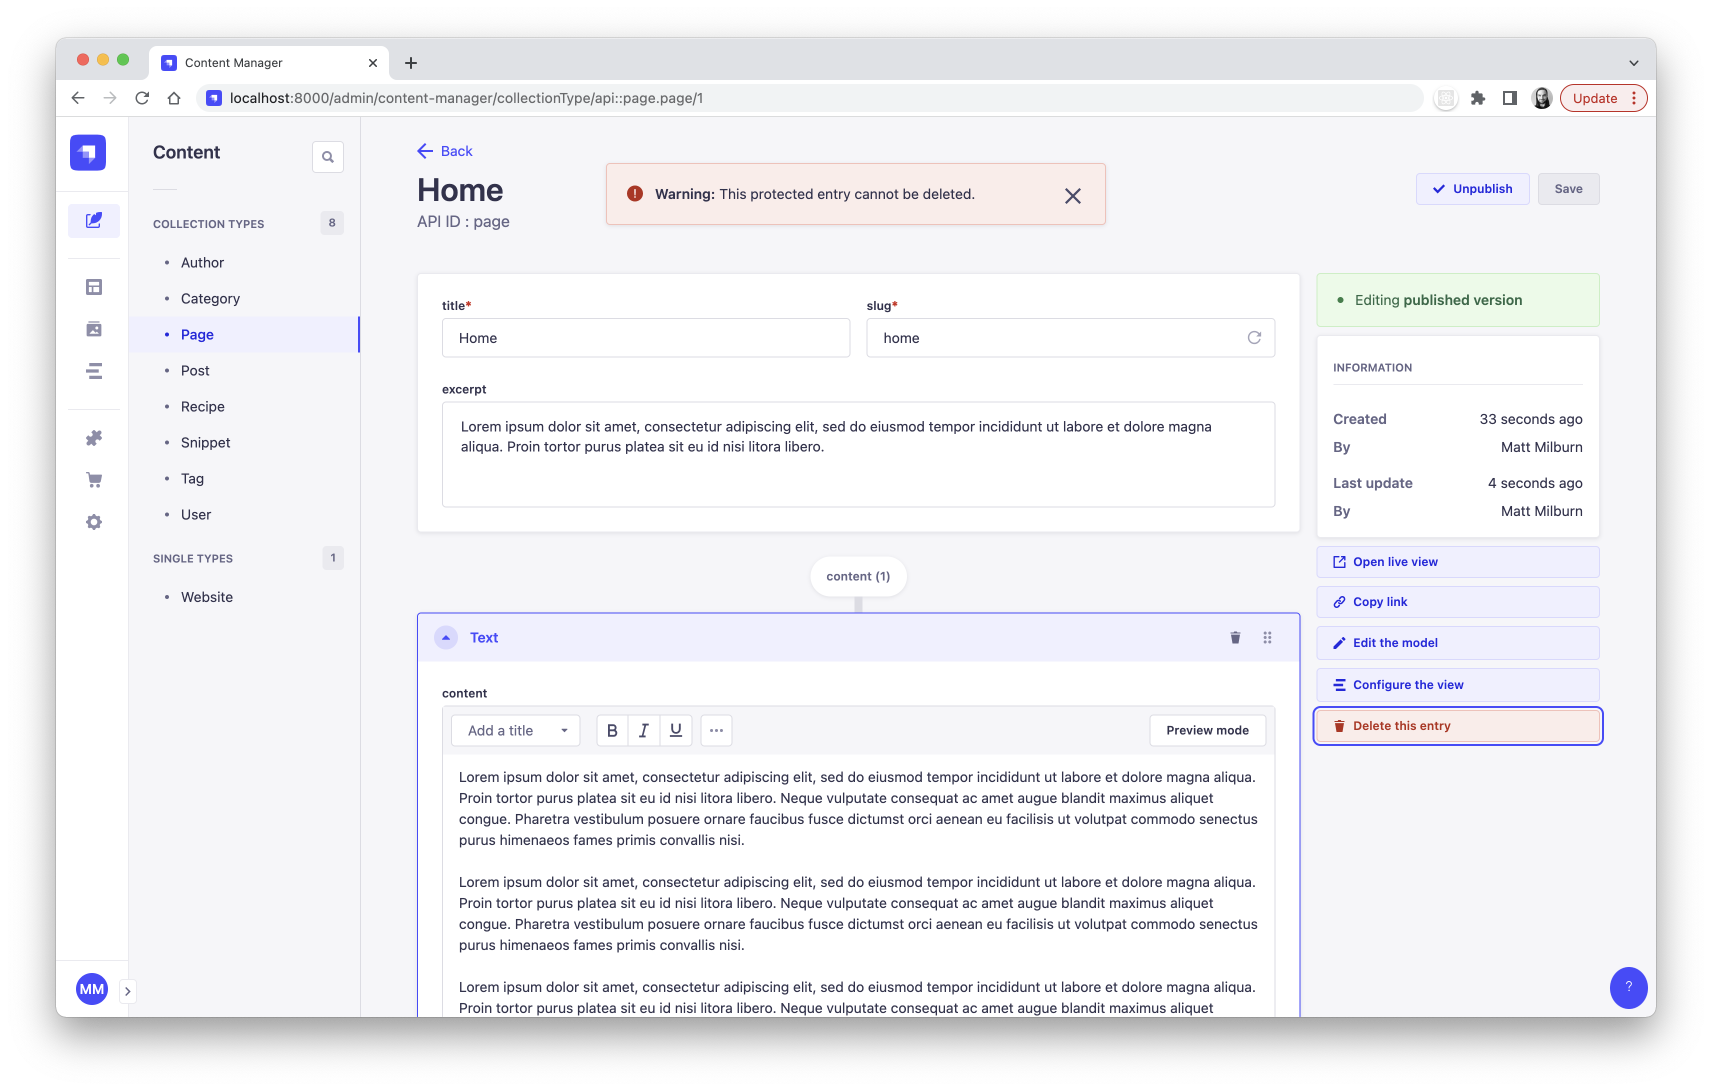 Content Manager
localhost:8000/admin/content-manager/collectionType/api::page.page/1
Update
Content
COLLECTION TYPES
8
Author
Category
Page
Post
Recipe
Snippet
Tag
User
SINGLE TYPES
1
Website
MM
Back
Home
API ID : page
Warning: This protected entry cannot be deleted.
Unpublish
Save
title*
Home
slug*
home
excerpt
Lorem ipsum dolor sit amet, consectetur adipiscing elit, sed do eiusmod tempor incididunt ut labore et dolore magna
aliqua. Proin tortor purus platea sit eu id nisi litora libero.
content (1)
Text
content
Add a title
B
I
U
Preview mode
Lorem ipsum dolor sit amet, consectetur adipiscing elit, sed do eiusmod tempor incididunt ut labore et dolore magna aliqua.
Proin tortor purus platea sit eu id nisi litora libero. Neque vulputate consequat ac amet augue blandit maximus aliquet
congue. Pharetra vestibulum posuere ornare faucibus fusce dictumst orci aenean eu facilisis ut volutpat commodo senectus
purus himenaeos fames primis convallis nisi.
Lorem ipsum dolor sit amet, consectetur adipiscing elit, sed do eiusmod tempor incididunt ut labore et dolore magna aliqua.
Proin tortor purus platea sit eu id nisi litora libero. Neque vulputate consequat ac amet augue blandit maximus aliquet
congue. Pharetra vestibulum posuere ornare faucibus fusce dictumst orci aenean eu facilisis ut volutpat commodo senectus
purus himenaeos fames primis convallis nisi.
Lorem ipsum dolor sit amet, consectetur adipiscing elit, sed do eiusmod tempor incididunt ut labore et dolore magna aliqua.
Proin tortor purus platea sit eu id nisi litora libero. Neque vulputate consequat ac amet augue blandit maximus aliquet
Editing published version
INFORMATION
Created 33 seconds ago
By Matt Milburn
Last update 4 seconds ago
By Matt Milburn
Open live view
Copy link
Edit the model
Configure the view
Delete this entry
?